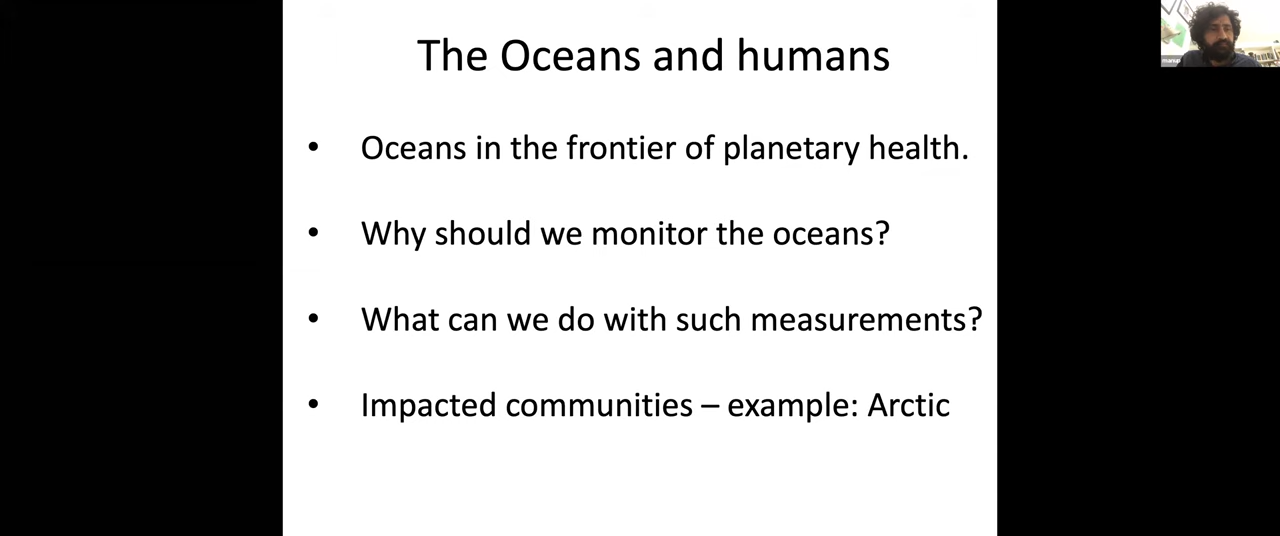 The Oceans and humans
• Oceans in the frontier of planetary health.
• Why should we monitor the oceans?
• What can we do with such measurements?
• Impacted communities – example: Arctic